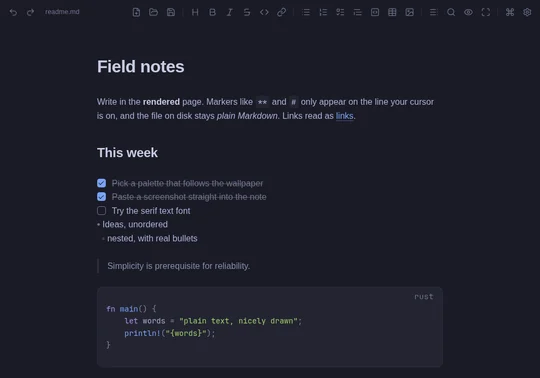 readme.md
Field notes
Write in the rendered page. Markers like ** and # only appear on the line your cursor
is on, and the file on disk stays plain Markdown. Links read as links.
This week
Pick a palette that follows the wallpaper
Paste a screenshot straight into the note
Try the serif text font
• Ideas, unordered
◦ nested, with real bullets
Simplicity is prerequisite for reliability.
rust
fn main() {
    let words = "plain text, nicely drawn";
    println!("{words}");
}